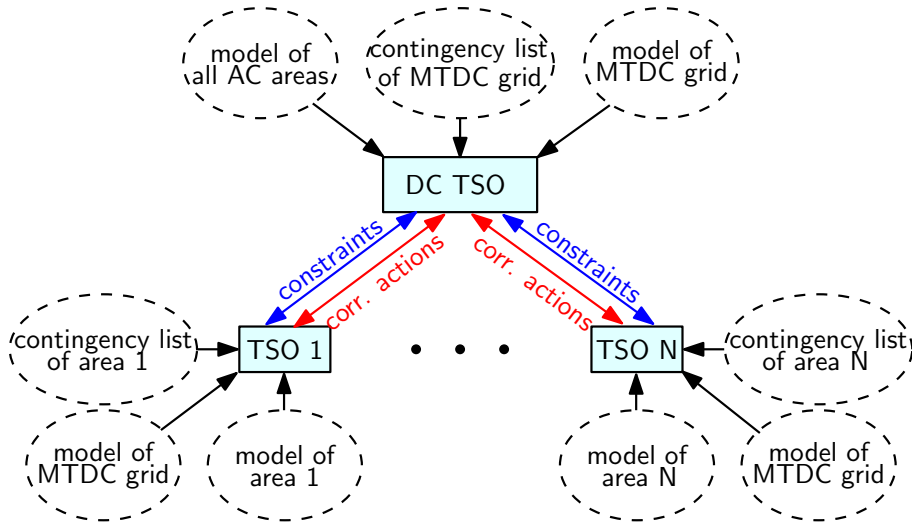 model of
all AC areas
contingency list
of MTDC grid
model of
MTDC grid
DC TSO
constraints
corr. actions
corr. actions
constraints
contingency list
of area 1
TSO 1
TSO N
contingency list
of area N
model of
MTDC grid
model of
area 1
model of
area N
model of
MTDC grid